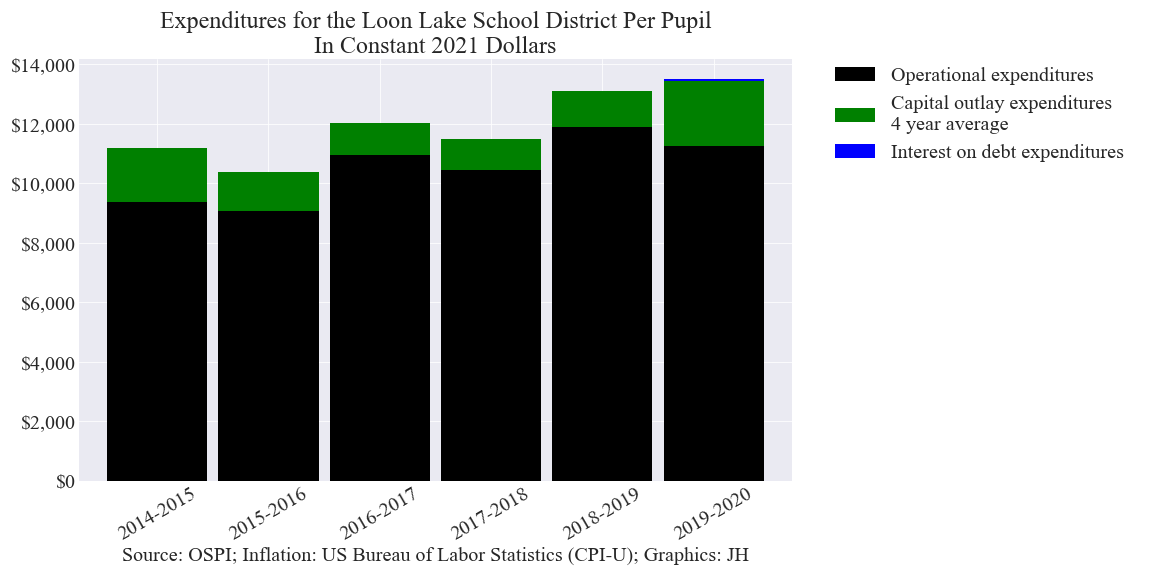 Expenditures for the Loon Lake School District Per Pupil
In Constant 2021 Dollars
$14,000
$12,000
$10,000
$8,000
$6,000
$4,000
$2,000
$0
2014-2015
2015-2016
2016-2017
2017-2018
2018-2019
2019-2020
Source: OSPI; Inflation: US Bureau of Labor Statistics (CPI-U); Graphics: JH
Operational expenditures
Capital outlay expenditures
4 year average
Interest on debt expenditures